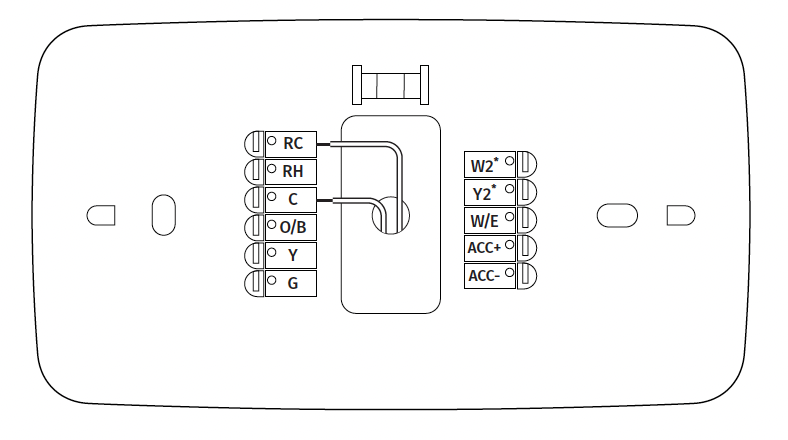 RC
RH
C
O/B
Y
G
W2*
Y2*
W/E
ACC+
ACC-